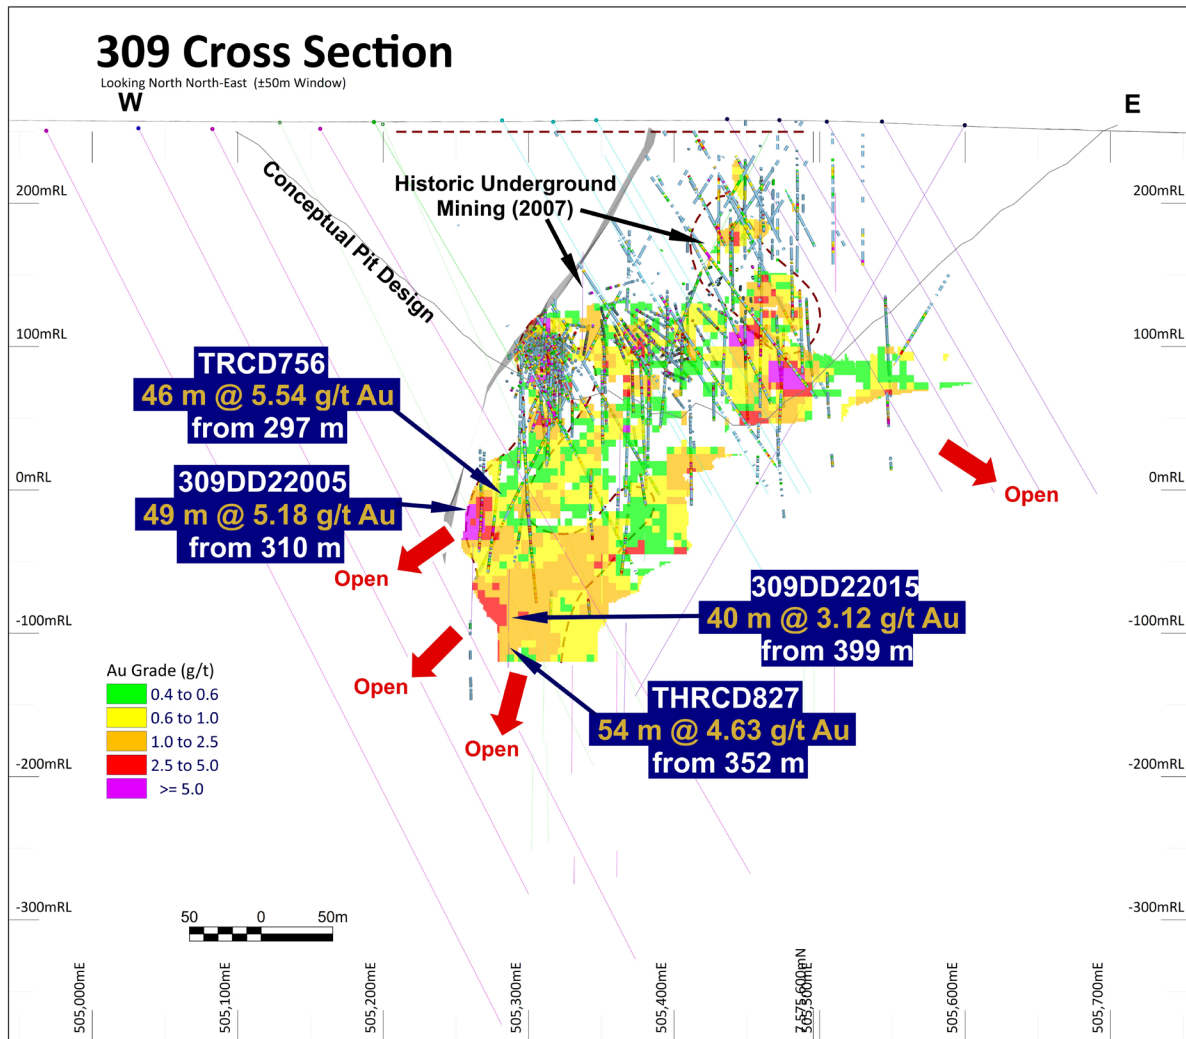 309 Cross Section
Looking North North-East (±50m Window)
W
E
Conceptual Pit Design
Historic Underground
Mining (2007)
200mRL
200mRL
100mRL
100mRL
0mRL
0mRL
-100mRL
-100mRL
-200mRL
-200mRL
-300mRL
-300mRL
TRCD756
46 m @ 5.54 g/t Au
from 297 m
309DD22005
49 m @ 5.18 g/t Au
from 310 m
Open
Open
Open
Open
309DD22015
40 m @ 3.12 g/t Au
from 399 m
THRCD827
54 m @ 4.63 g/t Au
from 352 m
Au Grade (g/t)
0.4 to 0.6
0.6 to 1.0
1.0 to 2.5
2.5 to 5.0
>= 5.0
50 0 50m
505,000mE
505,100mE
505,200mE
505,300mE
505,400mE
7,575,600mN
505,500mE
505,600mE
505,700mE